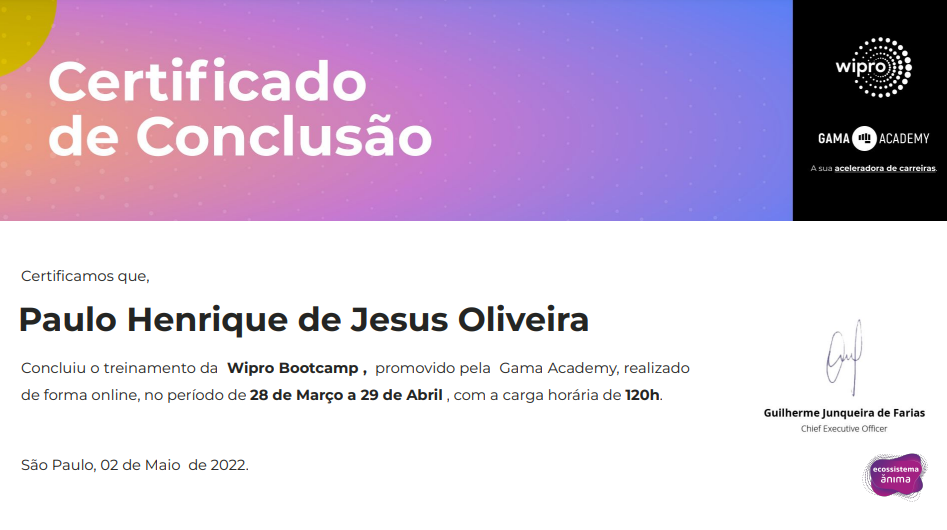 Certificado
de Conclusão
wipro
GAMA ACADEMY
A sua aceleradora de carreiras.
Certificamos que,
Paulo Henrique de Jesus Oliveira
Concluiu o treinamento da Wipro Bootcamp , promovido pela Gama Academy, realizado
de forma online, no período de 28 de Março a 29 de Abril , com a carga horária de 120h.
Guilherme Junqueira de Farias
Chief Executive Officer
São Paulo, 02 de Maio de 2022.
ecossistema
ânima